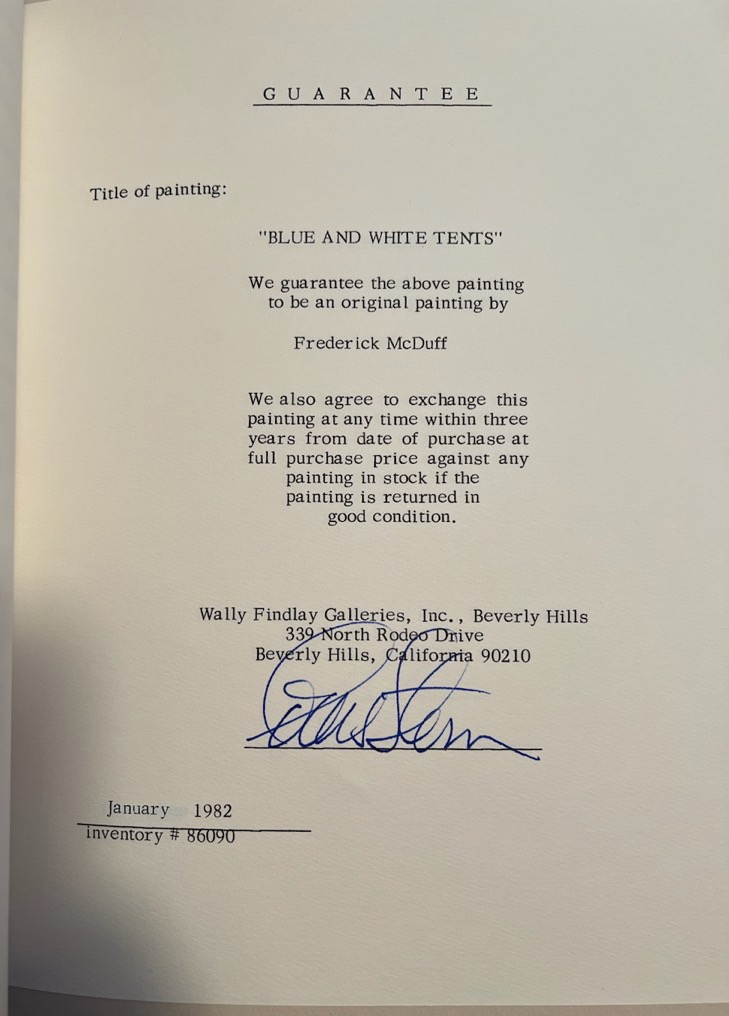 GUARANTEE
Title of painting:
"BLUE AND WHITE TENTS"
We guarantee the above painting
to be an original painting by
Frederick McDuff
We also agree to exchange this
painting at any time within three
years from date of purchase at
full purchase price against any
painting in stock if the
painting is returned in
good condition.
Wally Findlay Galleries, Inc., Beverly Hills
339 North Rodeo Drive
Beverly Hills, California 90210
January 1982
inventory # 86090